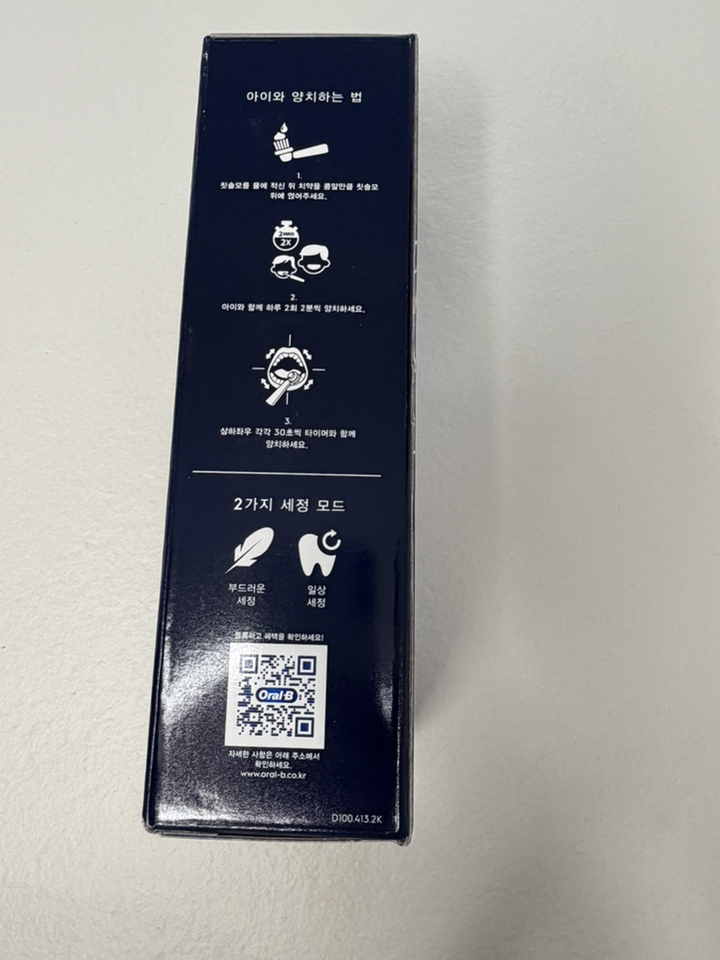 아이와 양치하는 법
1.
칫솔모를 물에 적신 뒤 치약을 콩알만큼 칫솔모
위에 얹어주세요.
2 MINS
2X
2.
아이와 함께 하루 2회 2분씩 양치하세요.
3.
상하좌우 각각 30초씩 타이머와 함께
양치하세요.
2가지 세정 모드
부드러운
세정
일상
세정
등록하고 혜택을 확인하세요!
Oral-B
자세한 사항은 아래 주소에서
확인하세요.
www.oral-b.co.kr
D100.413.2K